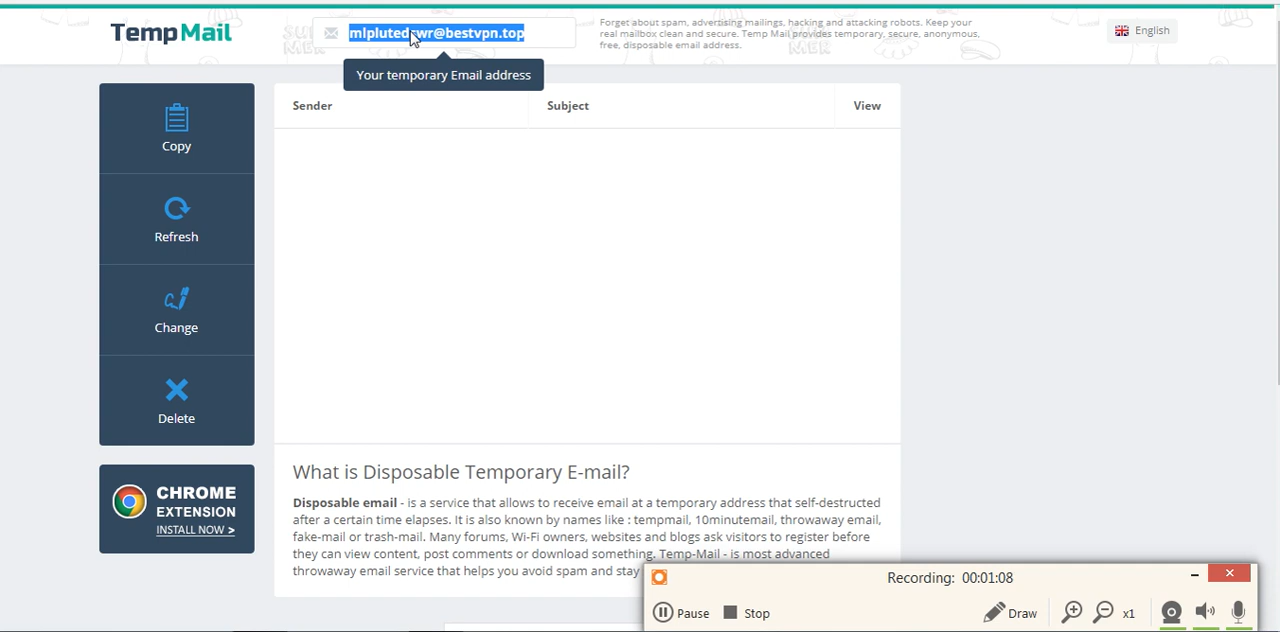 TempMail
@bestvpn.top
Forget about spam, advertising mailings, hacking and attacking robots. Keep your
real mailbox clean and secure. Temp Mail provides temporary, secure, anonymous,
free, disposable email address.
English
Your temporary Email address
Sender
Subject
View
Copy
Refresh
Change
Delete
CHROME
EXTENSION
INSTALL NOW >
What is Disposable Temporary E-mail?
Disposable email - is a service that allows to receive email at a temporary address that self-destructed
after a certain time elapses. It is also known by names like : tempmail, 10minutemail, throwaway email,
fake-mail or trash-mail. Many forums, Wi-Fi owners, websites and blogs ask visitors to register before
they can view content, post comments or download something. Temp-Mail - is most advanced
throwaway email service that helps you avoid spam and stay
Recording: 00:01:08
Pause
Stop
Draw
x1